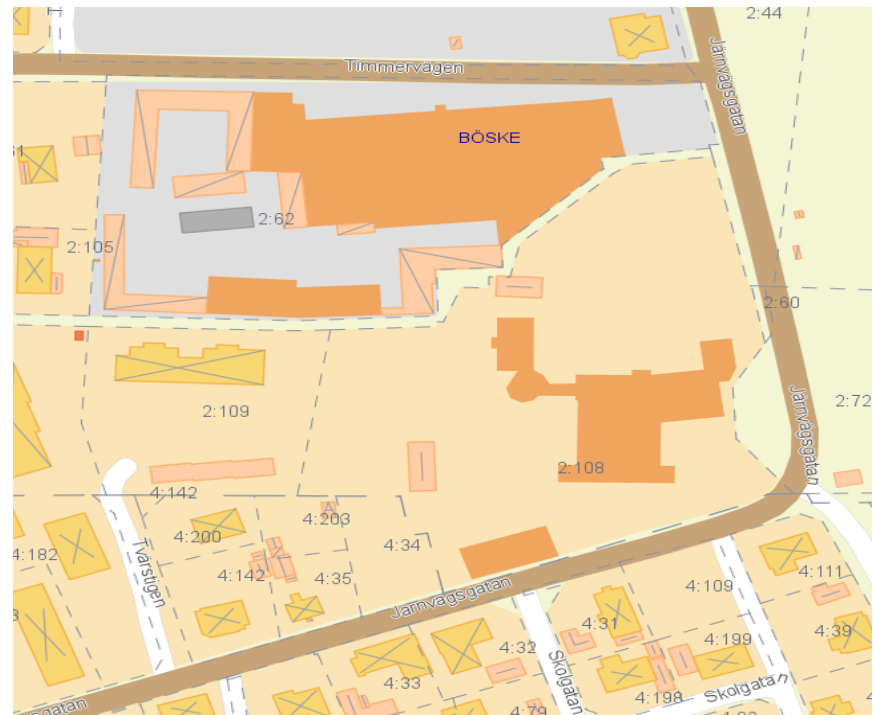 2:44
Timmervägen
Järnvägsgatan
BÖSKE
2:62
2:105
2:60
2:72
Järnvägsgatan
2:109
2:108
4:142
4:203
4:200
4:34
4:182
4:142
4:35
Tvärstigen
Järnvägsgatan
4:109
4:111
4:31
4:39
4:32
4:199
4:33
Skolgatan
4:198
Skolgatan
4:79